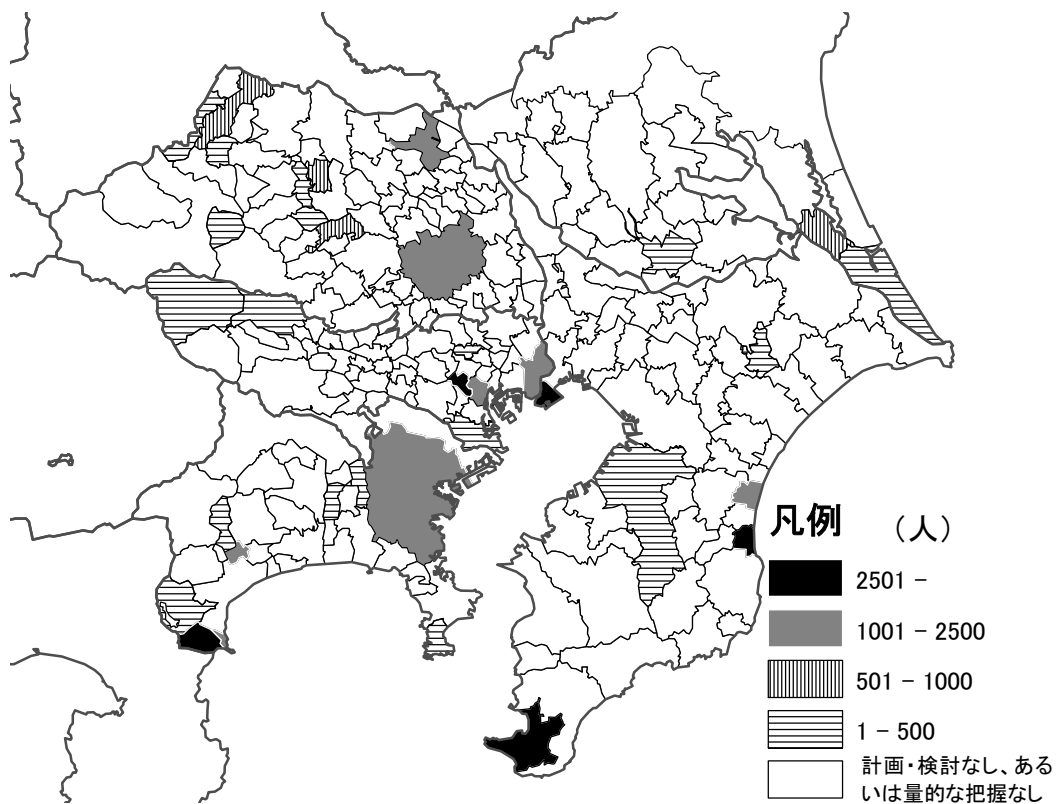 凡例 （人）
2501 -
1001 - 2500
501 - 1000
1 - 500
計画・検討なし、ある
いは量的な把握なし